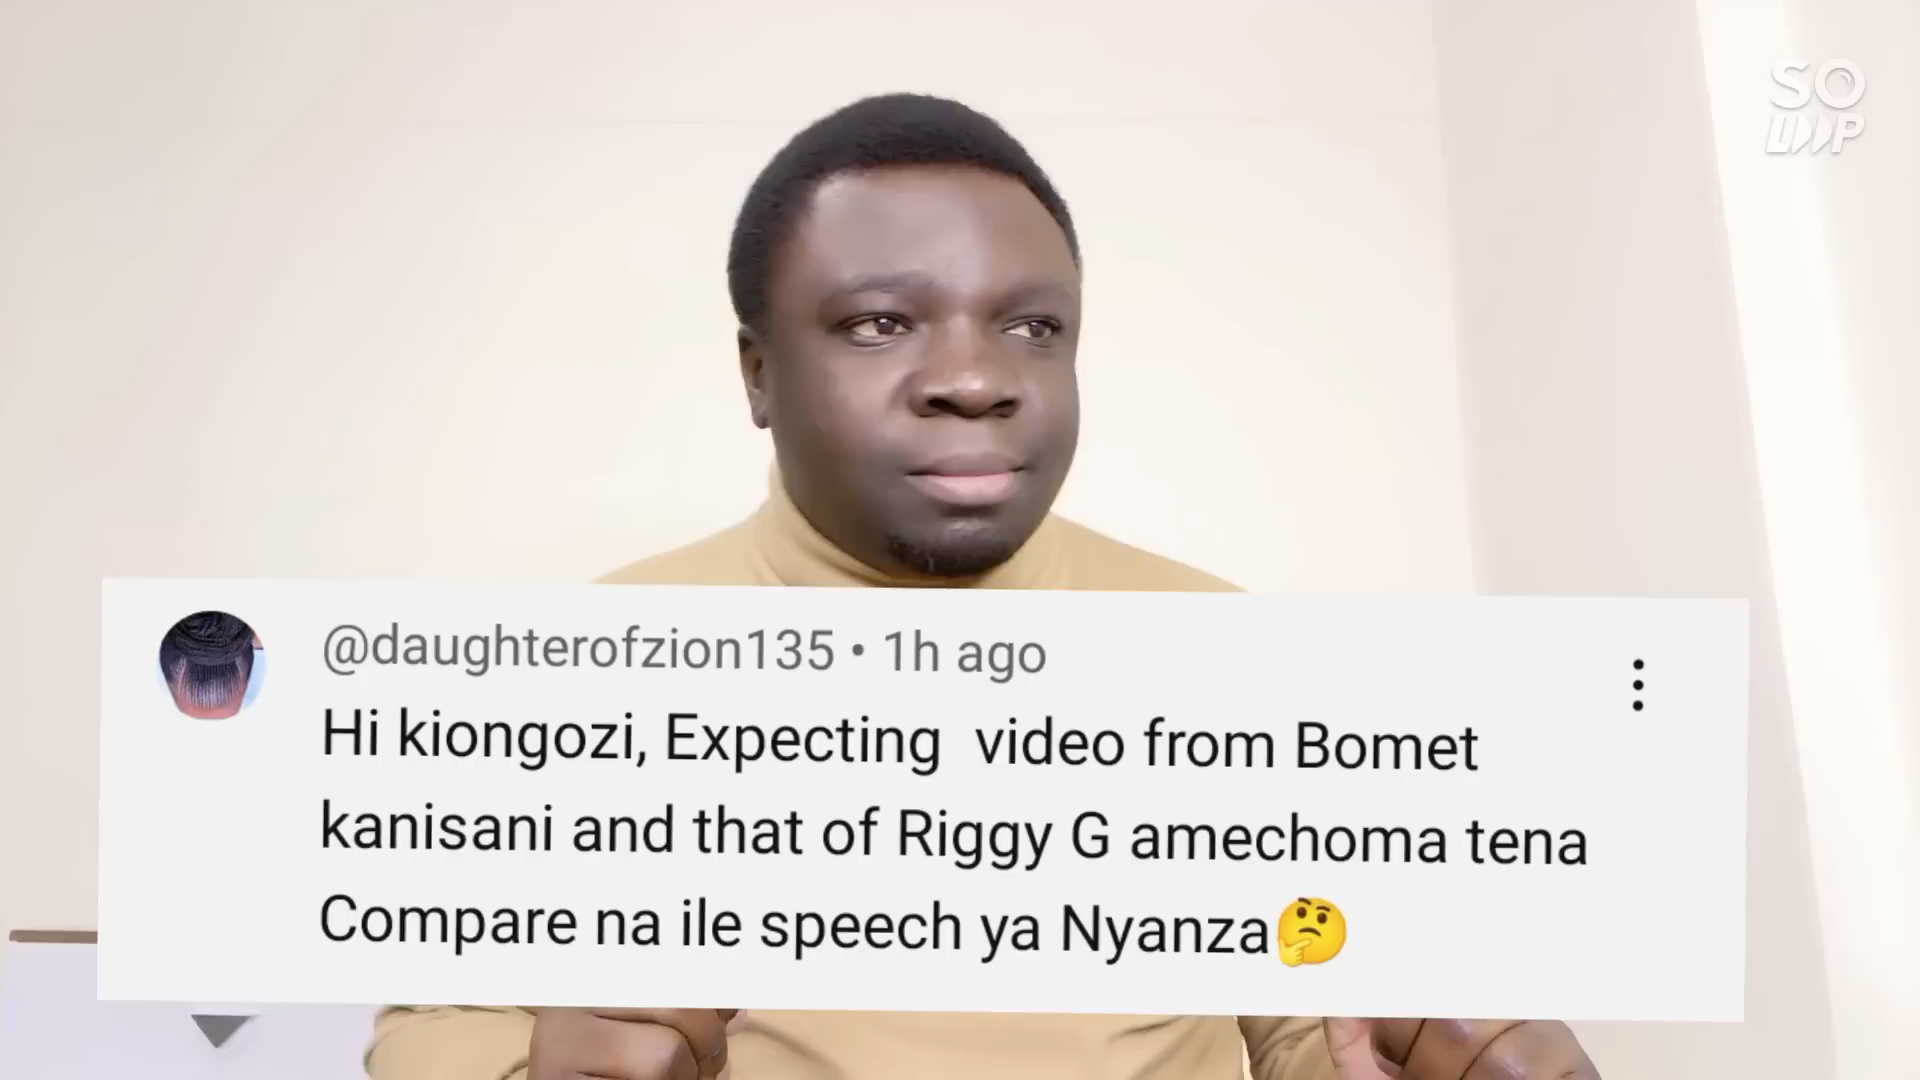 SO
LOOP
@daughterofzion135 • 1h ago
Hi kiongozi, Expecting video from Bomet
kanisani and that of Riggy G amechoma tena
Compare na ile speech ya Nyanza🤔